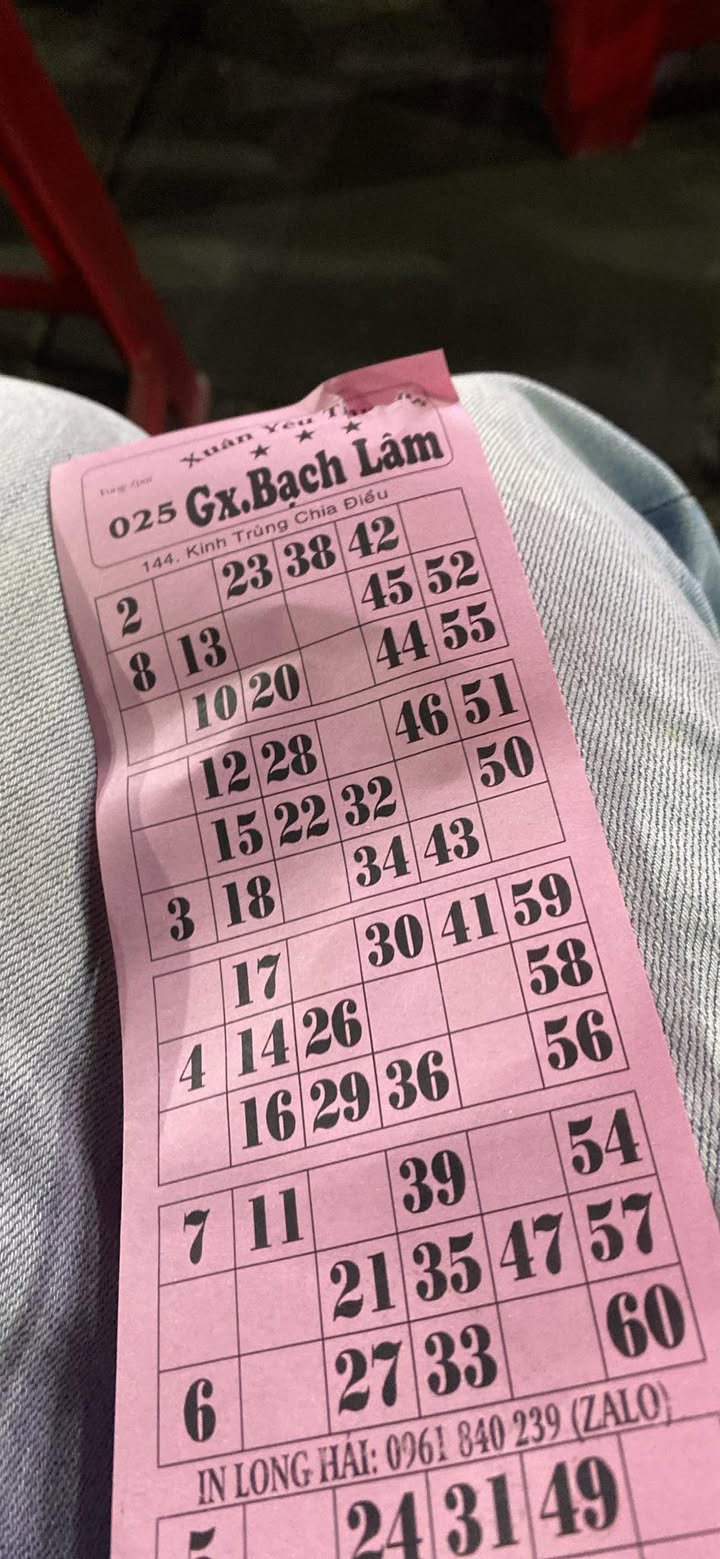 Xuân Yêu
025 Gx.Bạch Lâm
144. Kinh Trùng Chia Điểu
2 23 38 42
8 13 45 52
10 20 44 55
12 28 46 51
15 22 32 50
3 18 34 43
17 30 41 59
4 14 26 58
16 29 36 56
7 11 39 54
21 35 47 57
6 27 33 60
IN LONG HẢI: 0961 840 239 (ZALO)
5 24 31 49